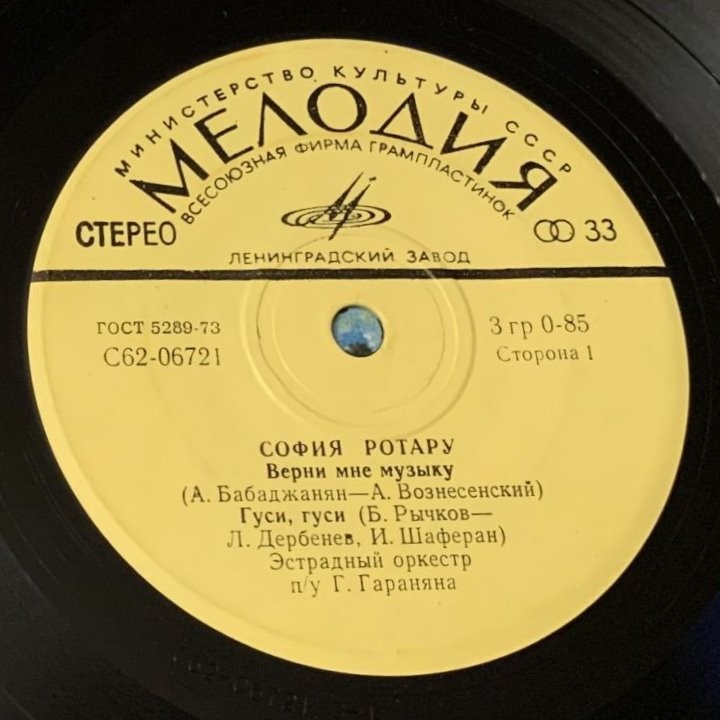 МИНИСТЕРСТВО КУЛЬТУРЫ СССР
МЕЛОДИЯ
ВСЕСОЮЗНАЯ ФИРМА ГРАМПЛАСТИНОК
СТЕРЕО
33
ЛЕНИНГРАДСКИЙ ЗАВОД
ГОСТ 5289-73
3 гр 0-85
С62-06721
Сторона 1
СОФИЯ РОТАРУ
Верни мне музыку
(А. Бабаджанян—А. Вознесенский)
Гуси, гуси (Б. Рычков—
Л. Дербенев, И. Шаферан)
Эстрадный оркестр
п/у Г. Гараняна